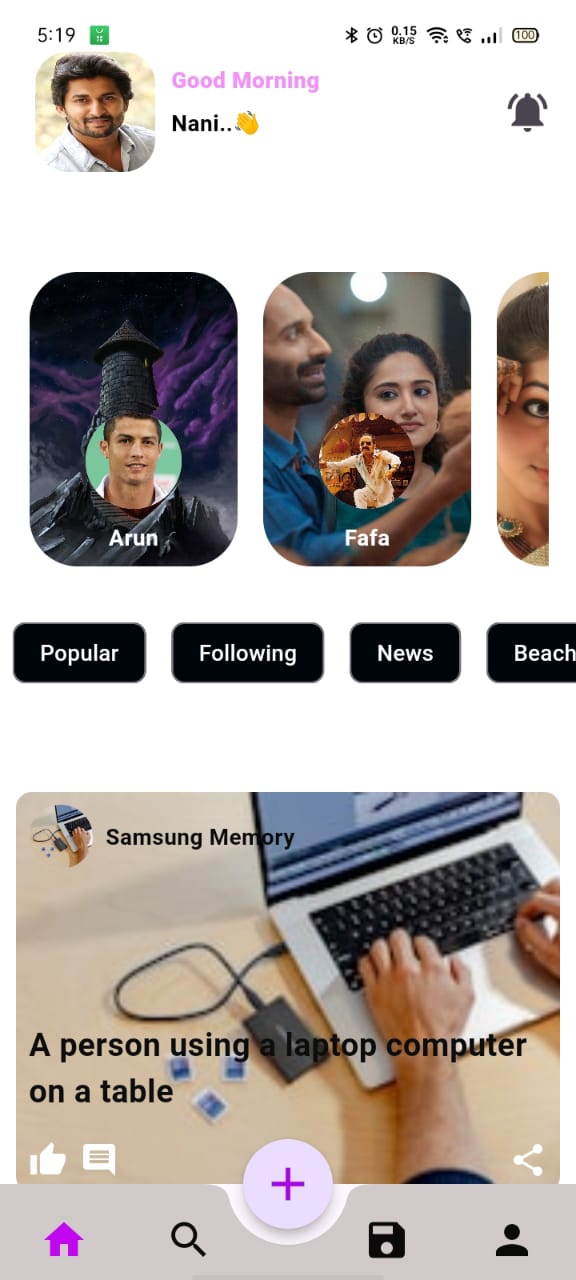 5:19
0.15
KB/S
100
Good Morning
Nani..👋
Arun
Fafa
Popular
Following
News
Beach
Samsung Memory
A person using a laptop computer
on a table